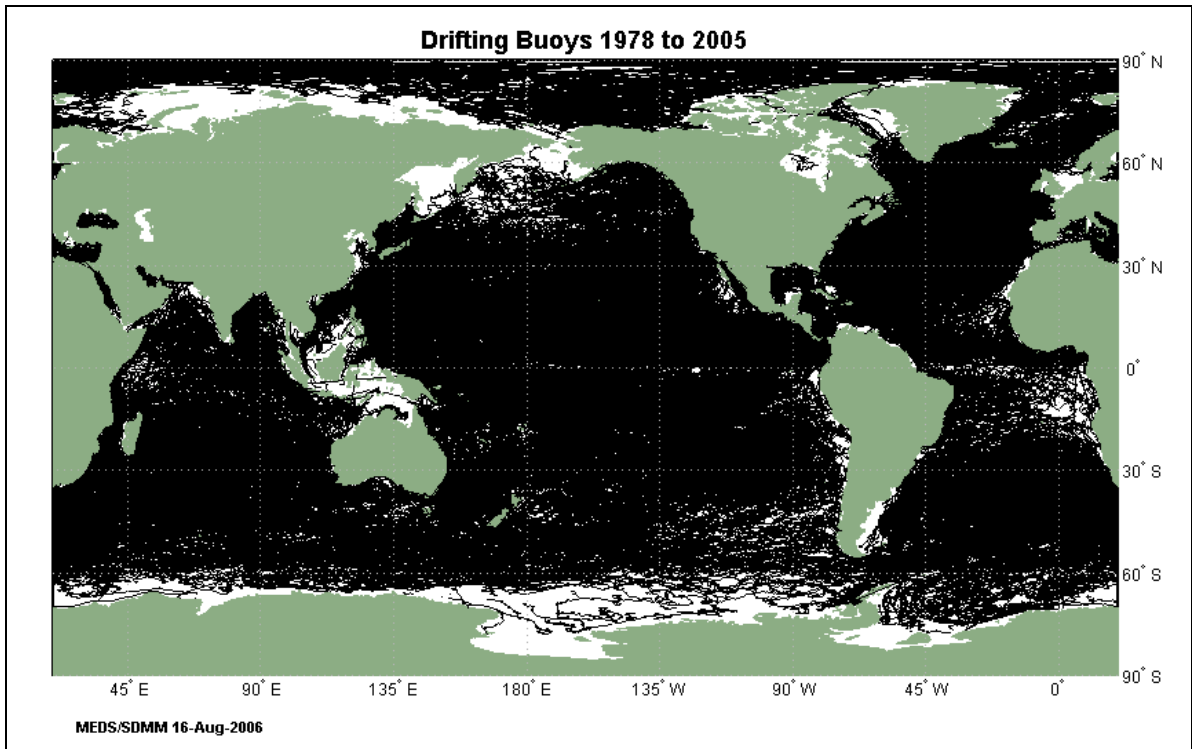 Drifting Buoys 1978 to 2005
90° N
60° N
30° N
0°
30° S
60° S
90° S
45° E 90° E 135° E 180° E 135° W 90° W 45° W 0°
MEDS/SDMM 16-Aug-2006